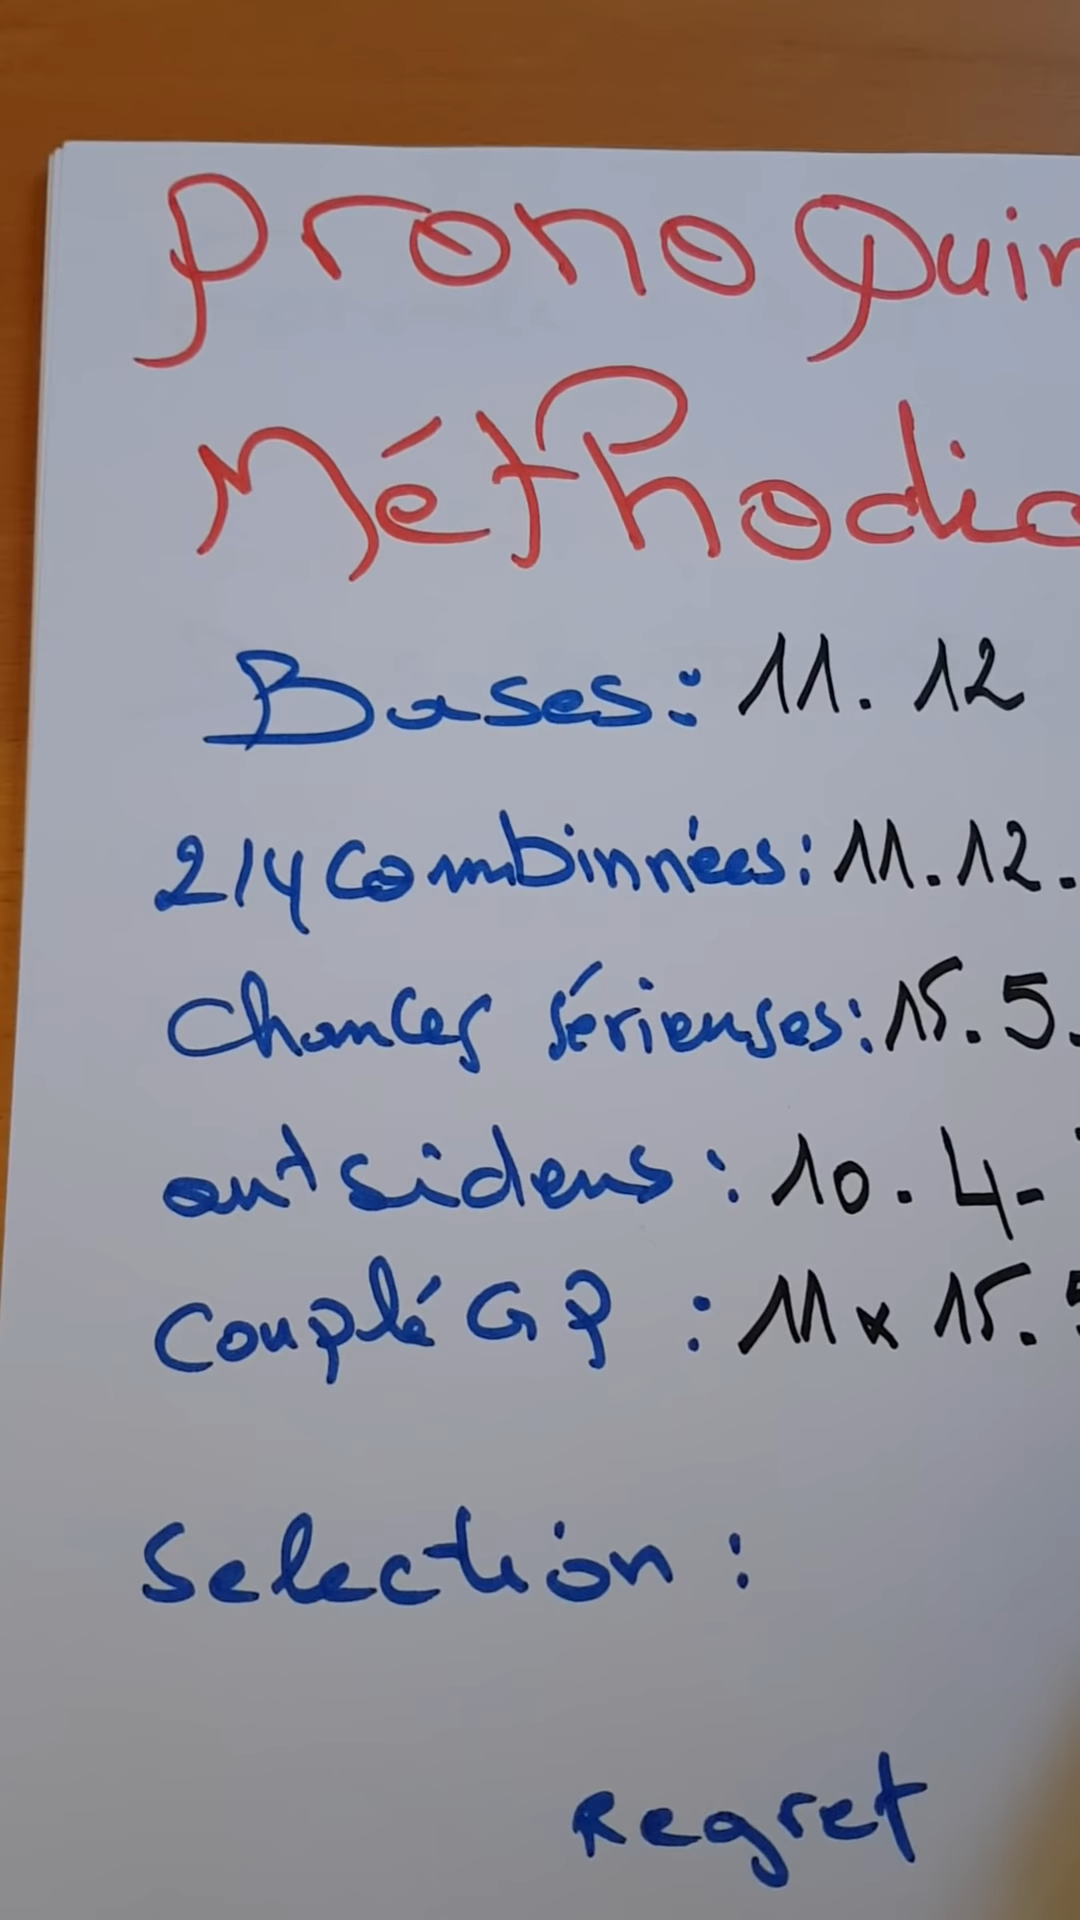 Prono Quin
Méthodic
Bases: 11. 12
2/4 Combinnées: 11. 12.
Chances sérieuses: 15. 5.
outsiders : 10. 4-
Couplé G P : 11 x 15.
Selection :
Regret